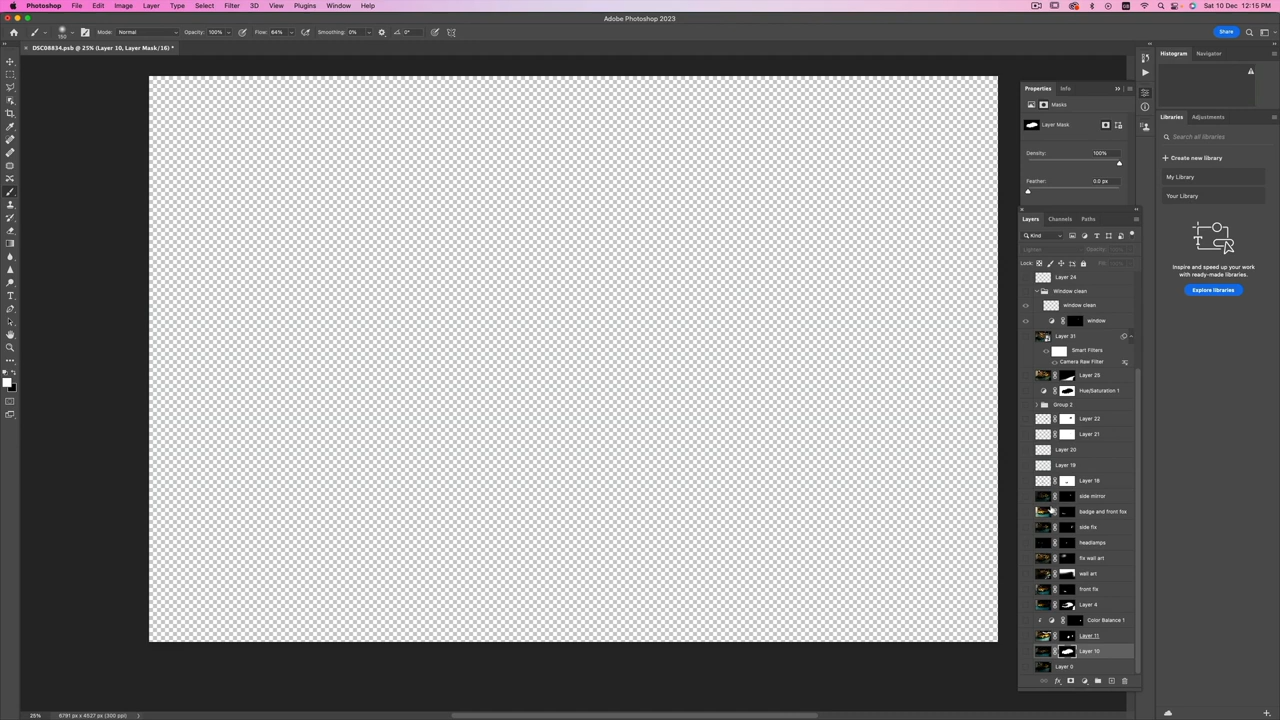 Photoshop File Edit Image Layer Type Select Filter 3D View Plugins Window Help
Sat 10 Dec 12:15 PM
Adobe Photoshop 2023
150
Mode: Normal
Opacity: 100%
Flow: 64%
Smoothing: 0%
0°
Share
DSC08834.psb @ 25% (Layer 10, Layer Mask/16) *
Histogram Navigator
Properties Info
Masks
Layer Mask
Density: 100%
Feather: 0.0 px
Libraries Adjustments
Search all libraries
Create new library
My Library
Your Library
Inspire and speed up your work
with ready-made libraries.
Explore libraries
Layers Channels Paths
Kind
Lighten
Opacity:
Lock:
Fill:
Layer 24
Window clean
window clean
window
Layer 31
Smart Filters
Camera Raw Filter
Layer 25
Hue/Saturation 1
Group 2
Layer 22
Layer 21
Layer 20
Layer 19
Layer 18
side mirror
badge and front fox
side fix
headlamps
fix wall art
wall art
front fix
Layer 4
Color Balance 1
Layer 11
Layer 10
Layer 0
25%
6791 px x 4527 px (300 ppi)